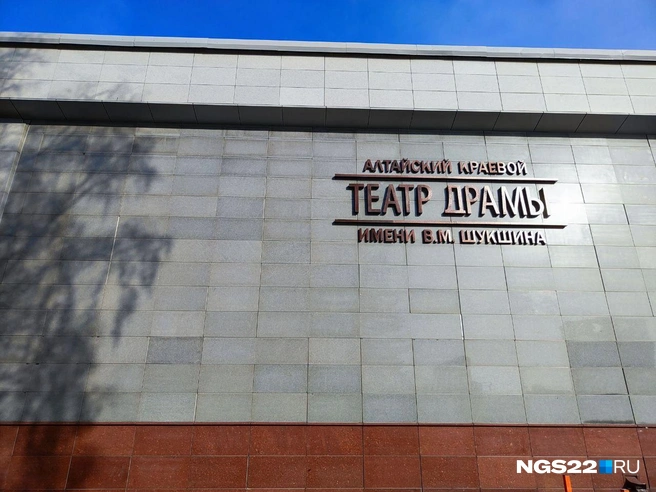 АЛТАЙСКИЙ КРАЕВОЙ
ТЕАТР ДРАМЫ
ИМЕНИ В.М. ШУКШИНА
NGS22.RU